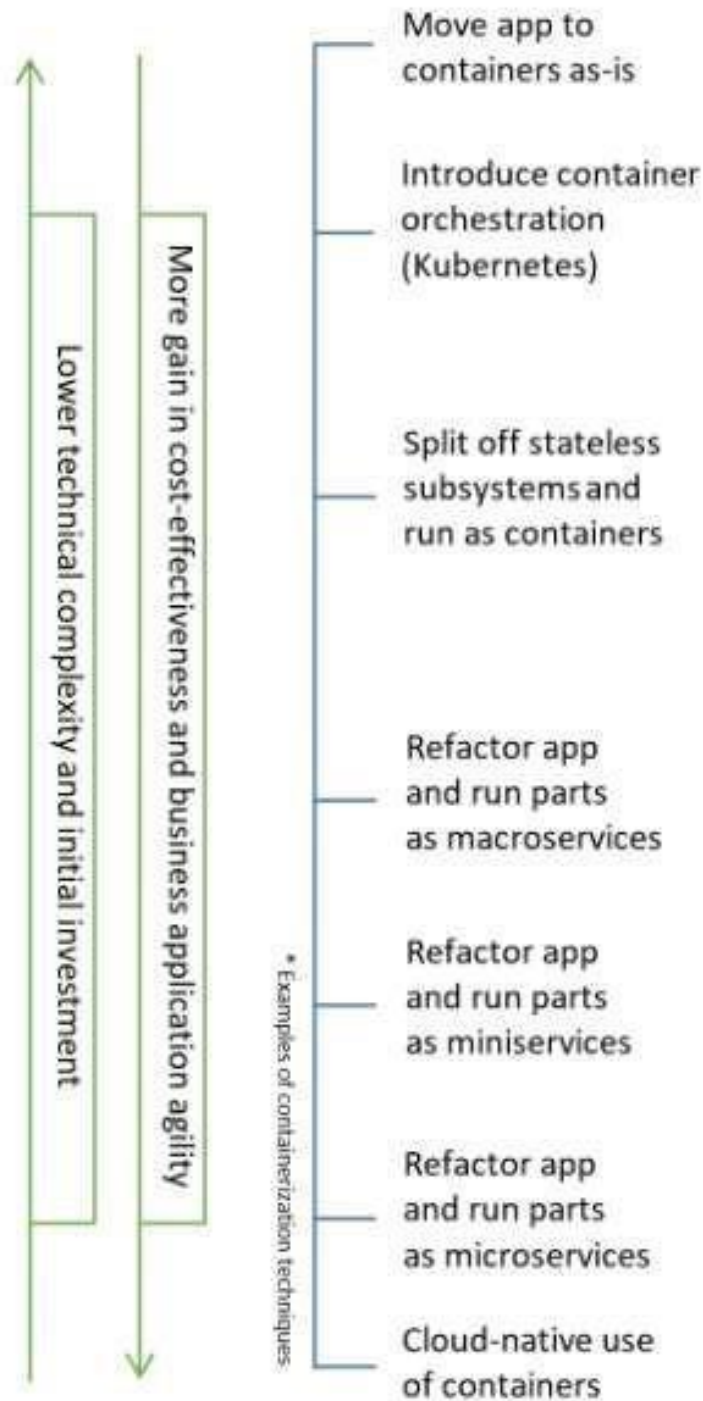 Move app to
containers as-is
Introduce container
orchestration
(Kubernetes)
Split off stateless
subsystems and
run as containers
Refactor app
and run parts
as macroservices
Refactor app
and run parts
as miniservices
Refactor app
and run parts
as microservices
Cloud-native use
of containers
* Examples of containerization techniques
More gain in cost-effectiveness and business application agility
Lower technical complexity and initial investment